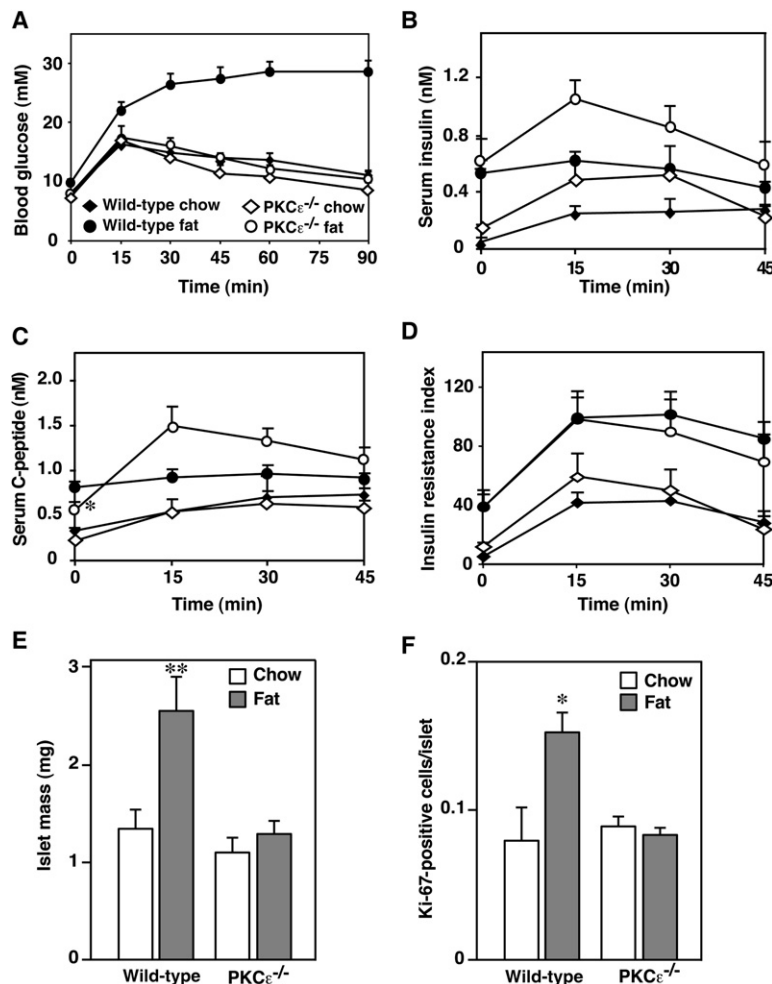 A
Blood glucose (mM)
30
20
10
0
Wild-type chow
PKCε-/- chow
Wild-type fat
PKCε-/- fat
0 15 30 45 60 75 90
Time (min)
B
Serum insulin (nM)
1.2
0.8
0.4
0
0 15 30 45
Time (min)
C
Serum C-peptide (nM)
2.0
1.5
1.0
0.5
0
*
0 15 30 45
Time (min)
D
Insulin resistance index
120
80
40
0
0 15 30 45
Time (min)
E
Islet mass (mg)
3
2
1
0
**
Chow
Fat
Wild-type PKCε-/-
F
Ki-67-positive cells/islet
0.2
0.1
0
*
Chow
Fat
Wild-type PKCε-/-